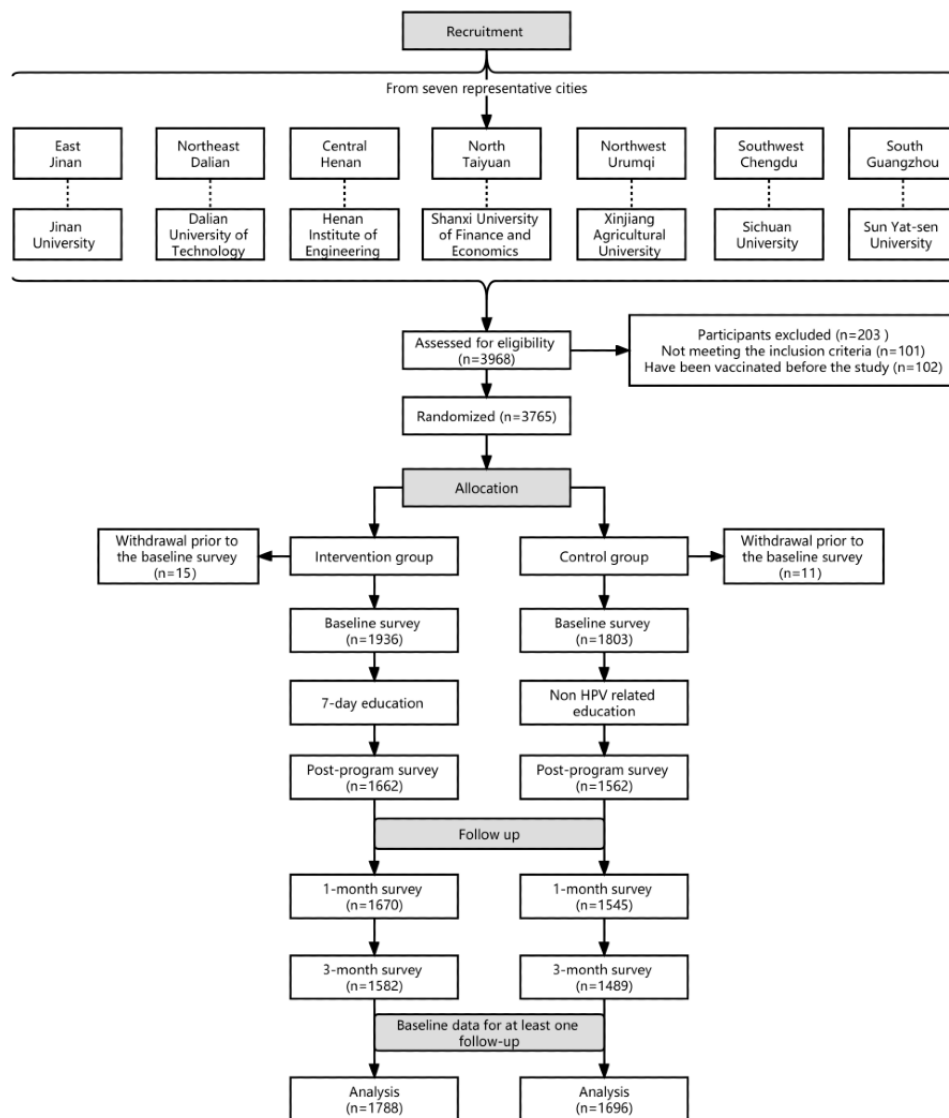 Recruitment
From seven representative cities
East
Jinan
Northeast
Dalian
Central
Henan
North
Taiyuan
Northwest
Urumqi
Southwest
Chengdu
South
Guangzhou
Jinan
University
Dalian
University of
Technology
Henan
Institute of
Engineering
Shanxi University
of Finance and
Economics
Xinjiang
Agricultural
University
Sichuan
University
Sun Yat-sen
University
Assessed for eligibility
(n=3968)
Participants excluded (n=203 )
Not meeting the inclusion criteria (n=101)
Have been vaccinated before the study (n=102)
Randomized (n=3765)
Allocation
Withdrawal prior to
the baseline survey
(n=15)
Intervention group
Control group
Withdrawal prior to
the baseline survey
(n=11)
Baseline survey
(n=1936)
Baseline survey
(n=1803)
7-day education
Non HPV related
education
Post-program survey
(n=1662)
Post-program survey
(n=1562)
Follow up
1-month survey
(n=1670)
1-month survey
(n=1545)
3-month survey
(n=1582)
3-month survey
(n=1489)
Baseline data for at least one
follow-up
Analysis
(n=1788)
Analysis
(n=1696)